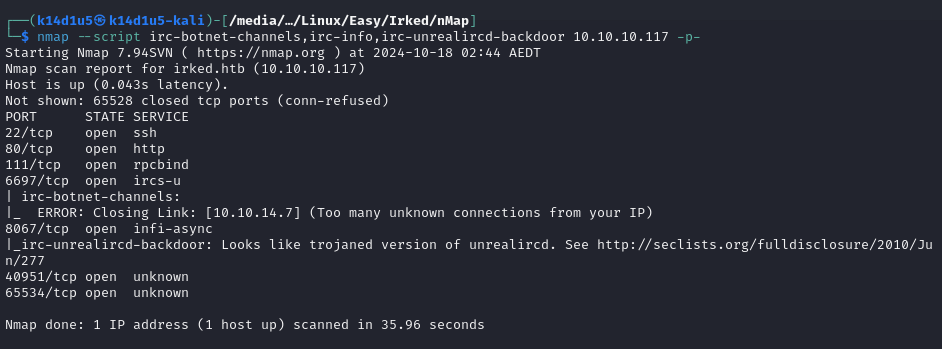 ┌──(k14d1u5㉿k14d1u5-kali)-[/media/…/Linux/Easy/Irked/nMap]
└─$ nmap --script irc-botnet-channels,irc-info,irc-unrealircd-backdoor 10.10.10.117 -p-
Starting Nmap 7.94SVN ( https://nmap.org ) at 2024-10-18 02:44 AEDT
Nmap scan report for irked.htb (10.10.10.117)
Host is up (0.043s latency).
Not shown: 65528 closed tcp ports (conn-refused)
PORT      STATE SERVICE
22/tcp    open  ssh
80/tcp    open  http
111/tcp   open  rpcbind
6697/tcp  open  ircs-u
| irc-botnet-channels:
|_  ERROR: Closing Link: [10.10.14.7] (Too many unknown connections from your IP)
8067/tcp  open  infi-async
|_irc-unrealircd-backdoor: Looks like trojaned version of unrealircd. See http://seclists.org/fulldisclosure/2010/Ju
n/277
40951/tcp open  unknown
65534/tcp open  unknown
Nmap done: 1 IP address (1 host up) scanned in 35.96 seconds